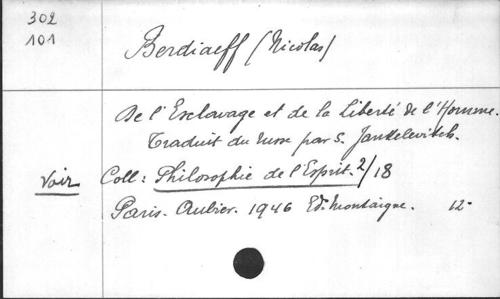 302
101
Berdiaeff (Nicolas)
De l'Esclavage et de la Liberté de l'Homme.
Traduit du russe par S. Jankelevitch.
Voir Coll: Philosophie de l'Esprit. 2/18
Paris. Aubier. 1946 Ed. Montaigne. 12-